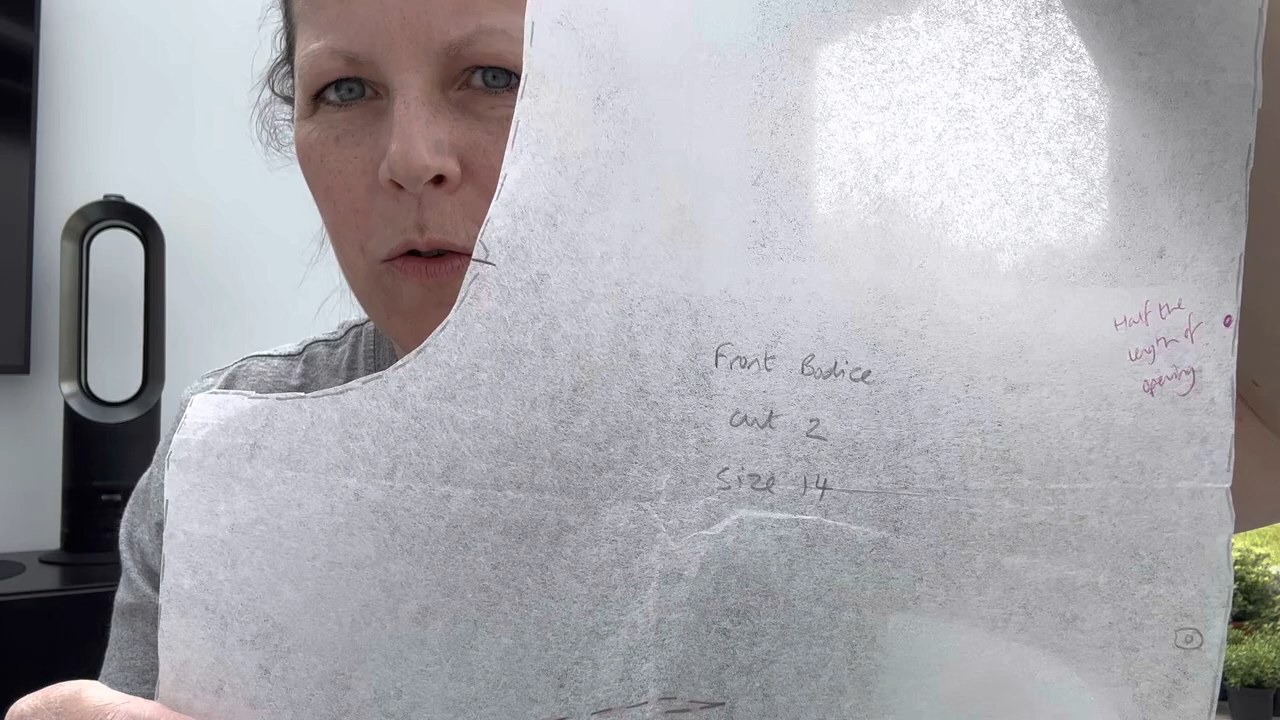 Front Bodice
cut 2
Size 14
Half the
length of
opening